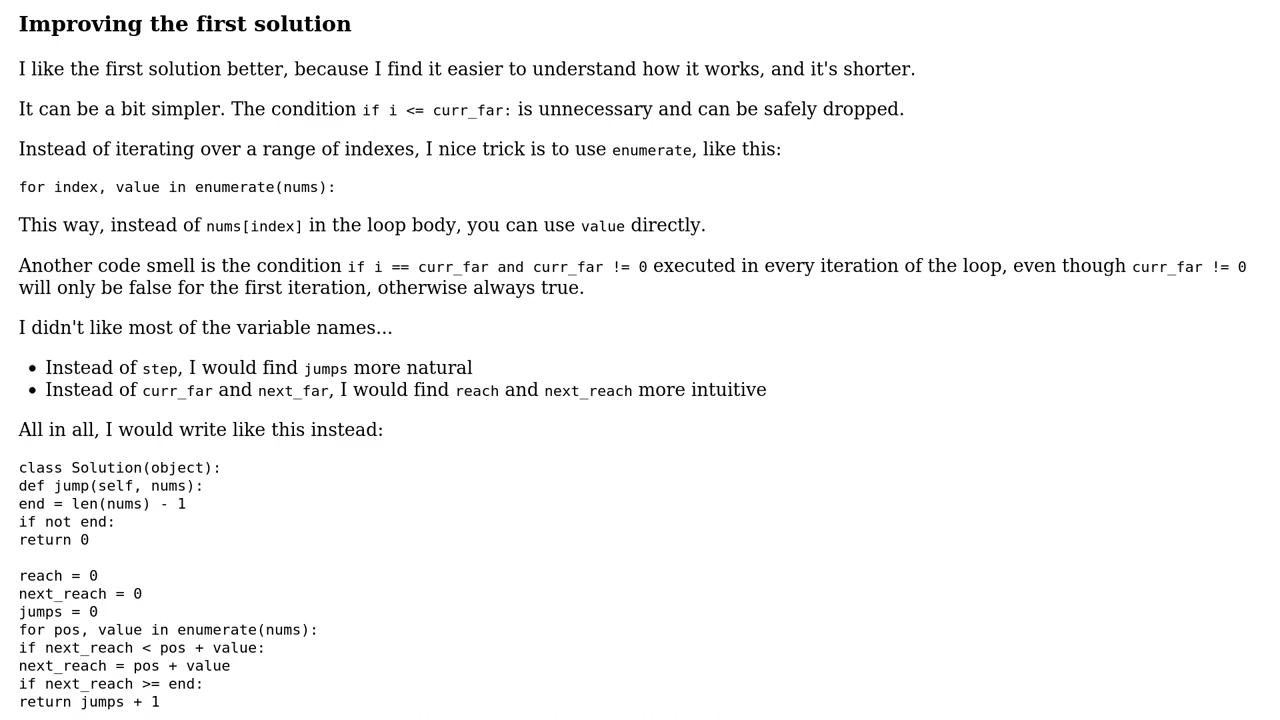 Improving the first solution
I like the first solution better, because I find it easier to understand how it works, and it's shorter.
It can be a bit simpler. The condition if i <= curr_far: is unnecessary and can be safely dropped.
Instead of iterating over a range of indexes, I nice trick is to use enumerate, like this:
for index, value in enumerate(nums):
This way, instead of nums[index] in the loop body, you can use value directly.
Another code smell is the condition if i == curr_far and curr_far != 0 executed in every iteration of the loop, even though curr_far != 0
will only be false for the first iteration, otherwise always true.
I didn't like most of the variable names...
• Instead of step, I would find jumps more natural
• Instead of curr_far and next_far, I would find reach and next_reach more intuitive
All in all, I would write like this instead:
class Solution(object):
def jump(self, nums):
end = len(nums) - 1
if not end:
return 0
reach = 0
next_reach = 0
jumps = 0
for pos, value in enumerate(nums):
if next_reach < pos + value:
next_reach = pos + value
if next_reach >= end:
return jumps + 1